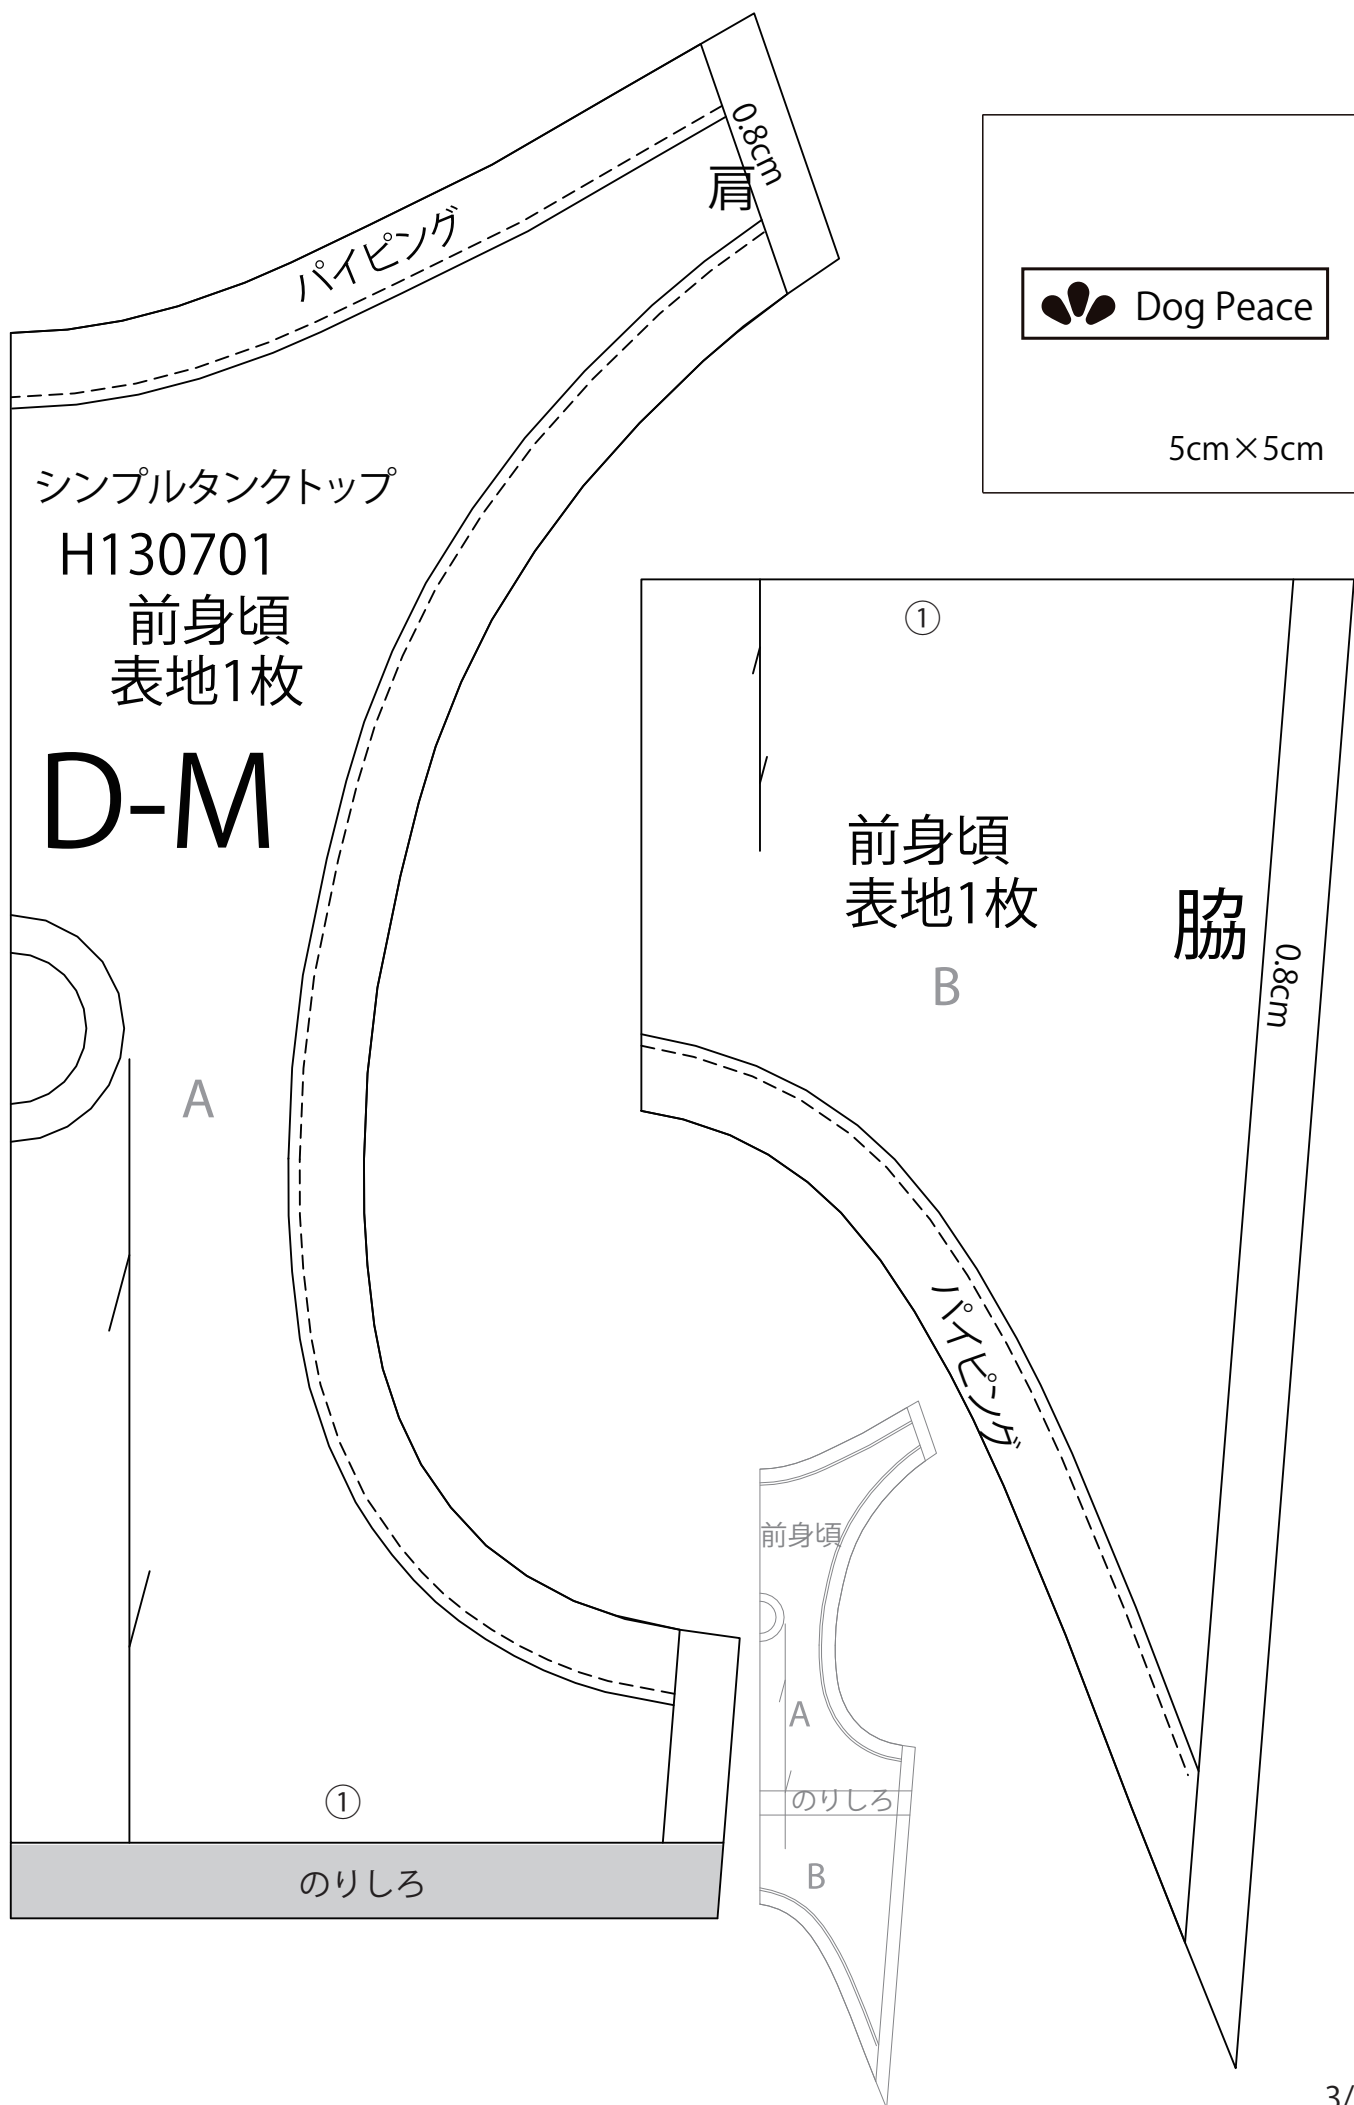 0.8cm
肩
パイピング
Dog Peace
5cm×5cm
シンプルタンクトップ
H130701
前身頃
表地1枚
D-M
A
①
のりしろ
①
前身頃
表地1枚
B
脇
0.8cm
パイピング
前身頃
A
のりしろ
B
3/